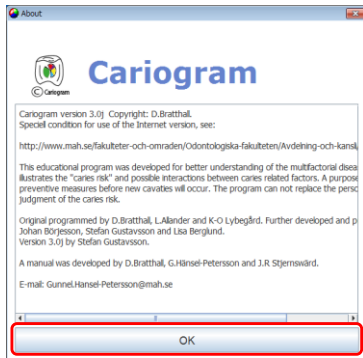 About
Cariogram
© Cariogram
Cariogram version 3.0j Copyright: D.Bratthall.
Speciél condition for use of the Internet version, see:
http://www.mah.se/fakulteter-och-omraden/Odontologiska-fakulteten/Avdelning-och-kansli
This educational program was developed for better understanding of the multifactorial disea
illustrates the "caries risk" and possible interactions between caries related factors. A purpose
preventive measures before new cavaties will occur. The program can not replace the perso
judgment of the caries risk.
Original programmed by D.Bratthall, L.Allander and K-O Lybegård. Further developed and p
Johan Börjesson, Stefan Gustavsson and Lisa Berglund.
Version 3.0j by Stefan Gustavsson.
A manual was developed by D.Bratthall, G.Hänsel-Petersson and J.R Stjernswärd.
E-mail: Gunnel.Hansel-Petersson@mah.se
OK